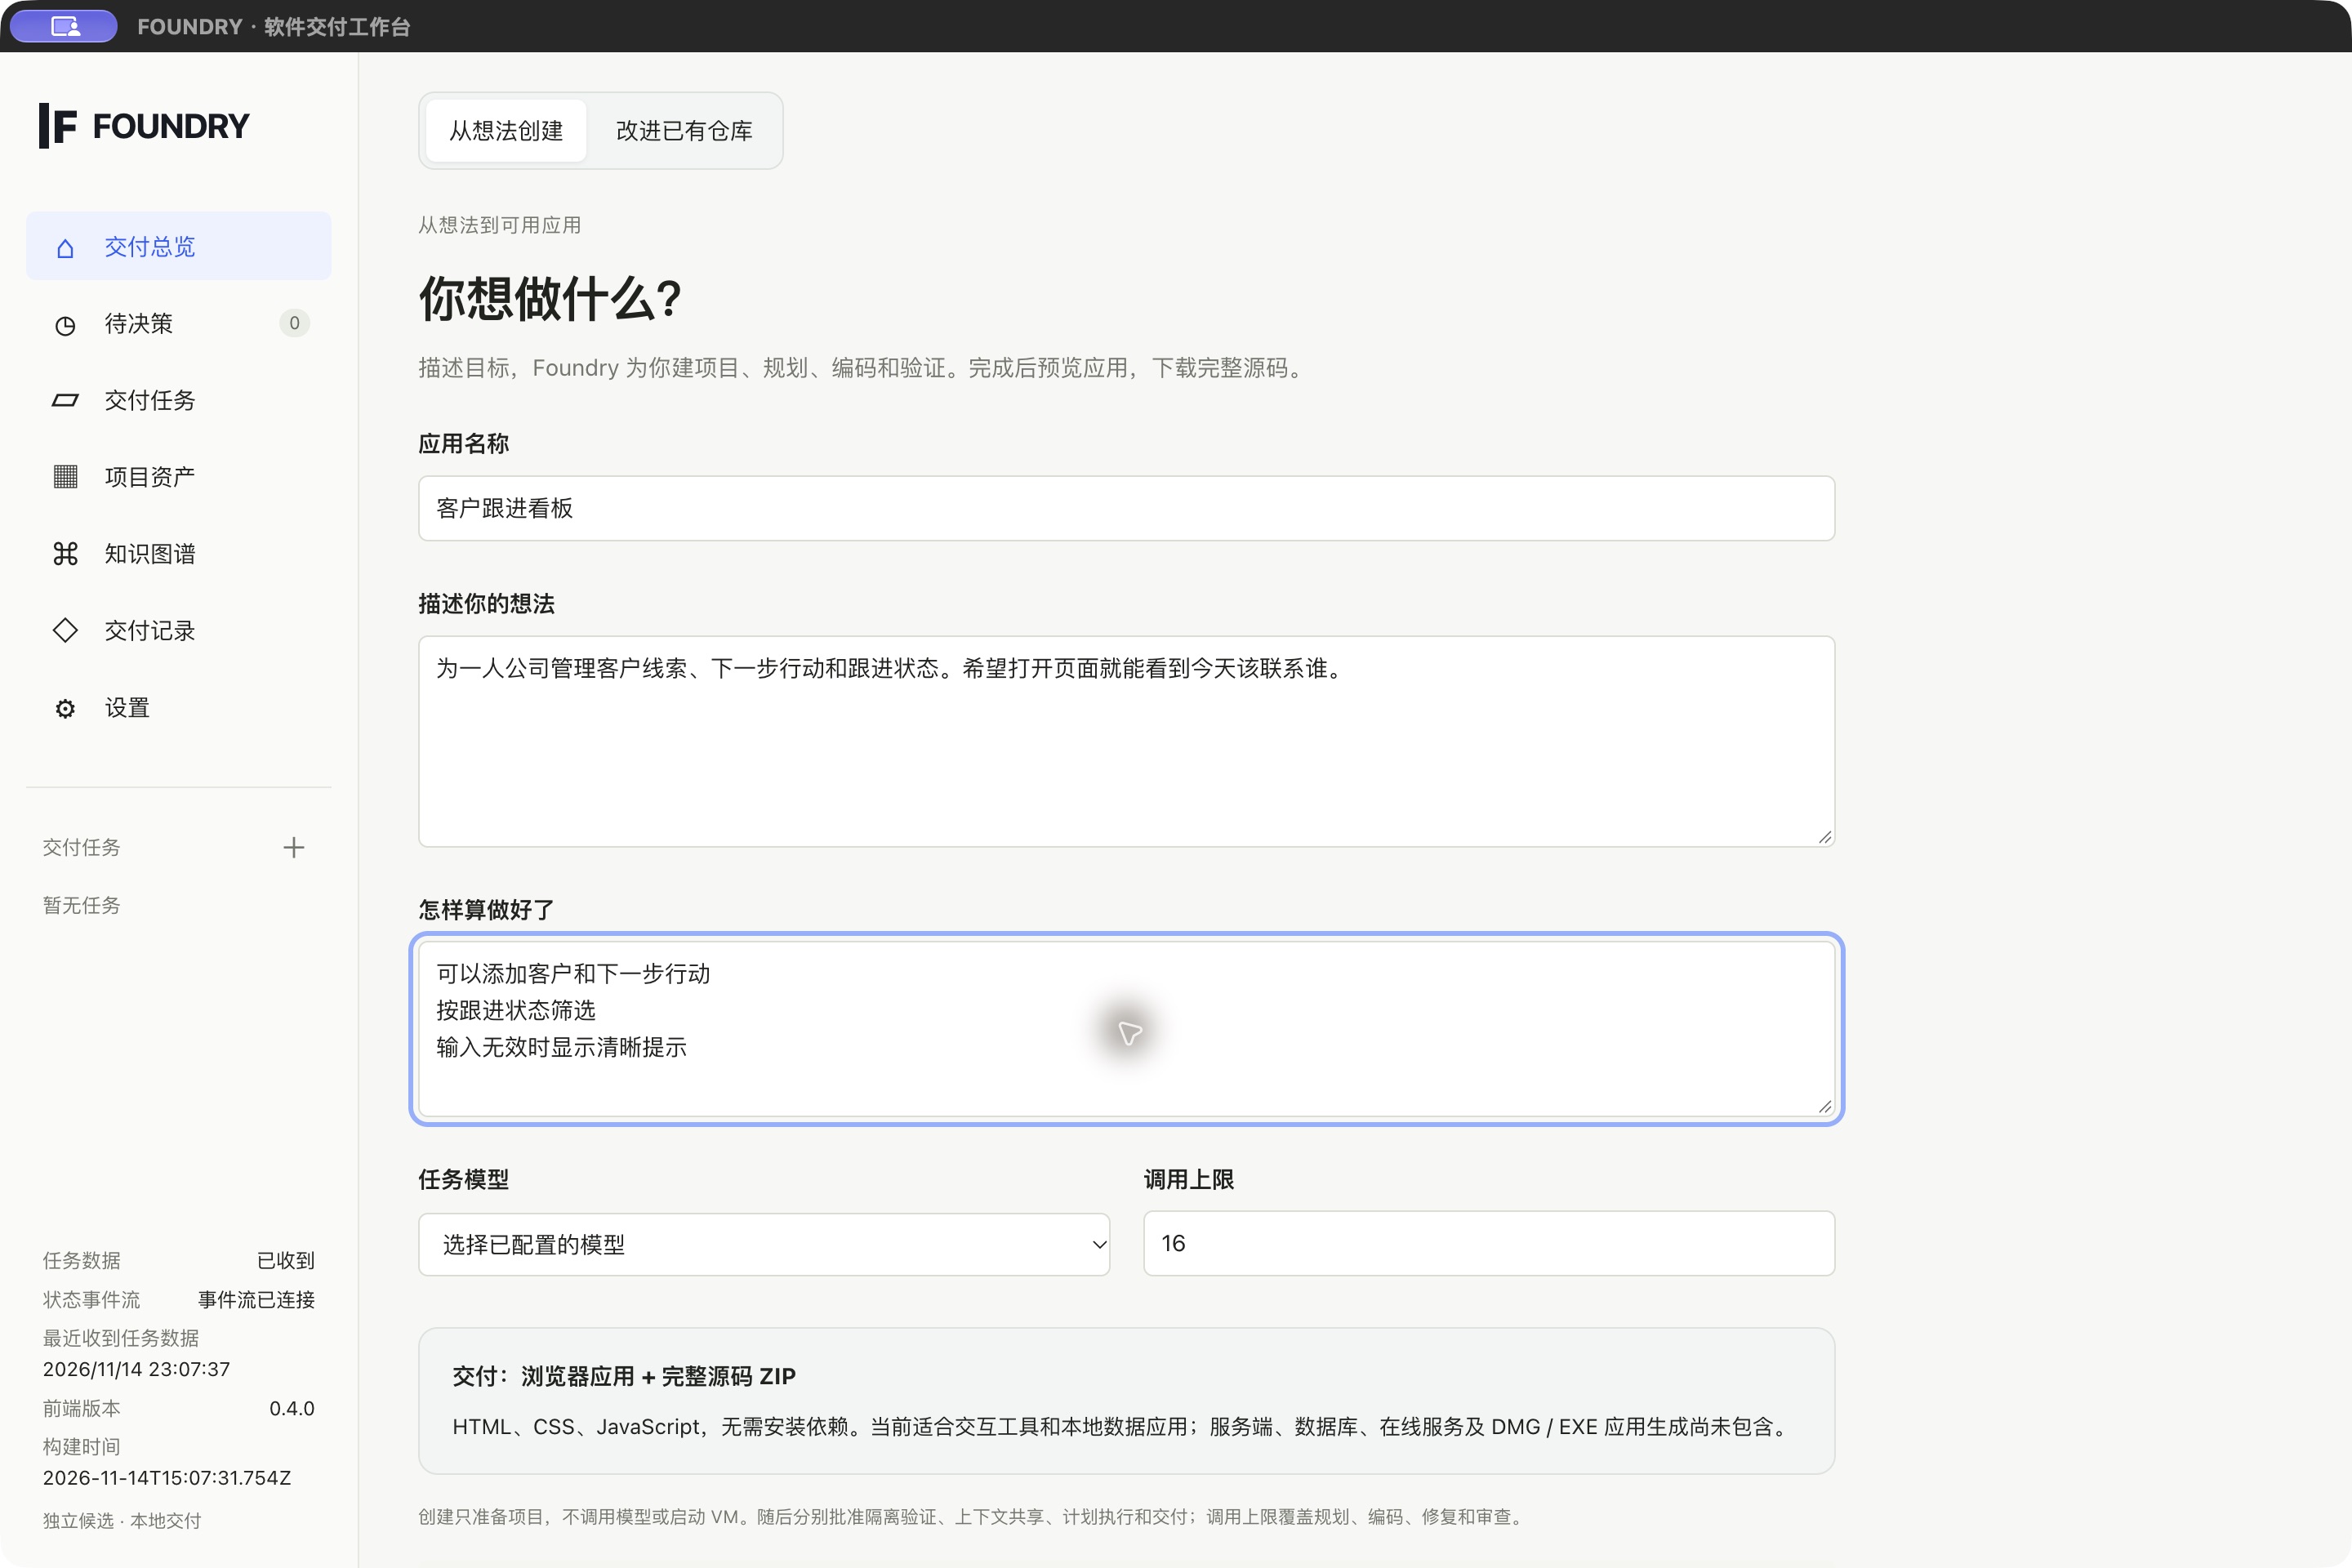 FOUNDRY · 软件交付工作台
FOUNDRY
交付总览
待决策
0
交付任务
项目资产
知识图谱
交付记录
设置
交付任务
暂无任务
任务数据
已收到
状态事件流
事件流已连接
最近收到任务数据
2026/11/14 23:07:37
前端版本
0.4.0
构建时间
2026-11-14T15:07:31.754Z
独立候选 · 本地交付
从想法创建
改进已有仓库
从想法到可用应用
你想做什么?
描述目标，Foundry 为你建项目、规划、编码和验证。完成后预览应用，下载完整源码。
应用名称
客户跟进看板
描述你的想法
为一人公司管理客户线索、下一步行动和跟进状态。希望打开页面就能看到今天该联系谁。
怎样算做好了
可以添加客户和下一步行动
按跟进状态筛选
输入无效时显示清晰提示
任务模型
选择已配置的模型
调用上限
16
交付：浏览器应用 + 完整源码 ZIP
HTML、CSS、JavaScript，无需安装依赖。当前适合交互工具和本地数据应用；服务端、数据库、在线服务及 DMG / EXE 应用生成尚未包含。
创建只准备项目，不调用模型或启动 VM。随后分别批准隔离验证、上下文共享、计划执行和交付；调用上限覆盖规划、编码、修复和审查。